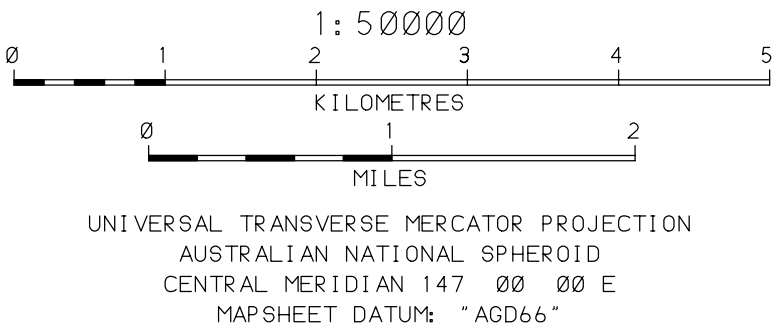 1:50000
0 1 2 3 4 5
KILOMETRES
0 1 2
MILES
UNIVERSAL TRANSVERSE MERCATOR PROJECTION
AUSTRALIAN NATIONAL SPHEROID
CENTRAL MERIDIAN 147 00 00 E
MAPSHEET DATUM: "AGD66"